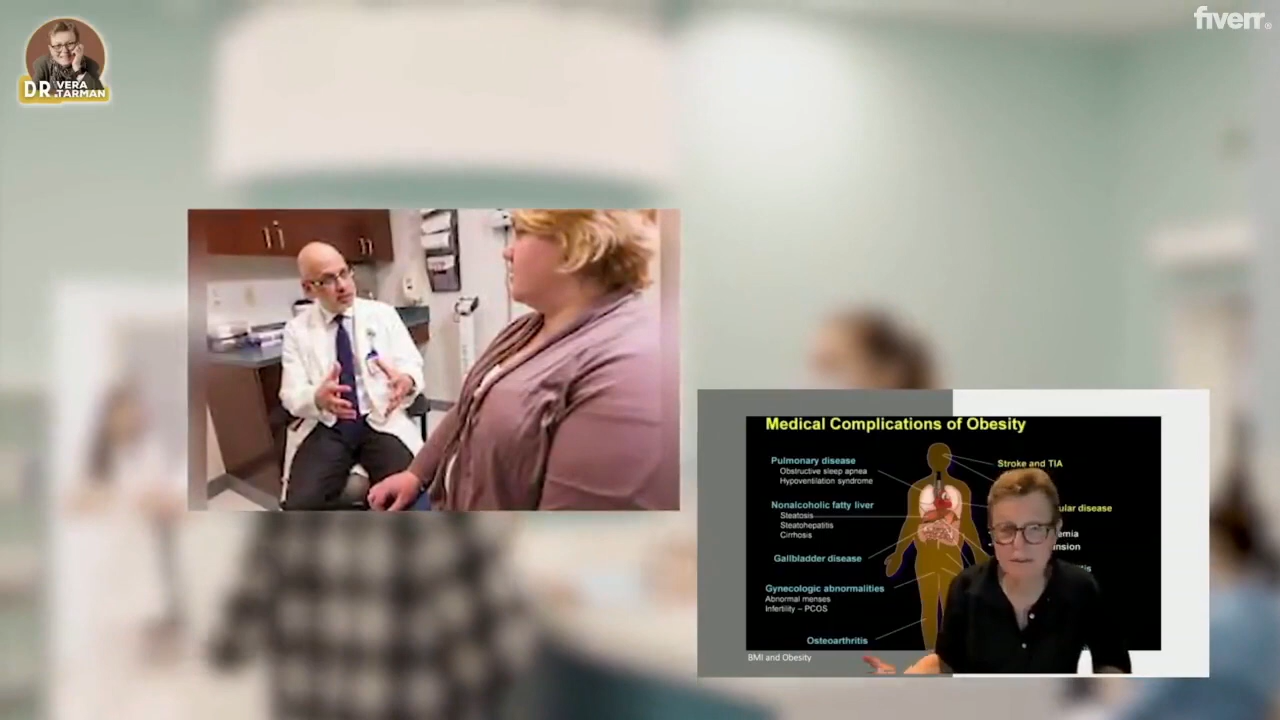 fiverr®
DR. VERA TARMAN
Medical Complications of Obesity
Pulmonary disease
Obstructive sleep apnea
Hypoventilation syndrome
Nonalcoholic fatty liver
Steatosis
Steatohepatitis
Cirrhosis
Gallbladder disease
Gynecologic abnormalities
Abnormal menses
Infertility – PCOS
Osteoarthritis
Stroke and TIA
disease
BMI and Obesity